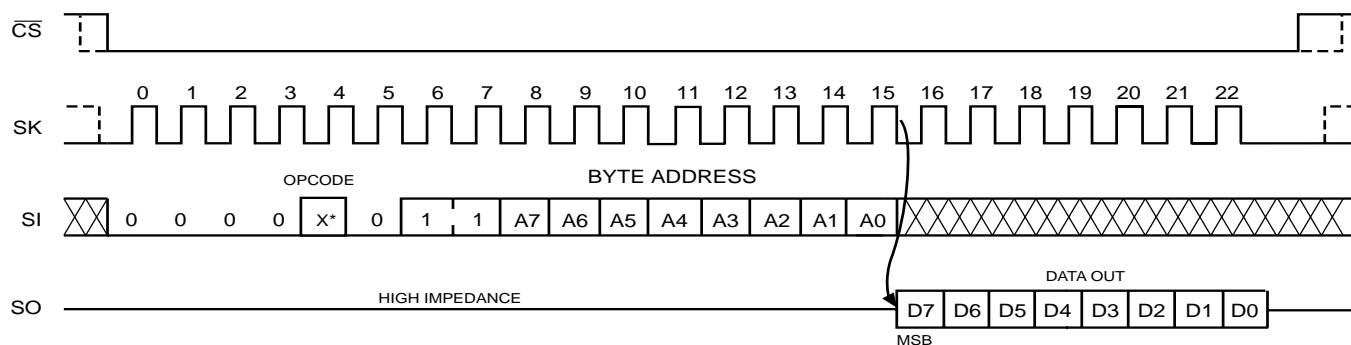 CS
0 1 2 3 4 5 6 7 8 9 10 11 12 13 14 15 16 17 18 19 20 21 22
SK
OPCODE
BYTE ADDRESS
SI 0 0 0 0 X* 0 1 1 A7 A6 A5 A4 A3 A2 A1 A0
DATA OUT
HIGH IMPEDANCE
SO D7 D6 D5 D4 D3 D2 D1 D0
MSB